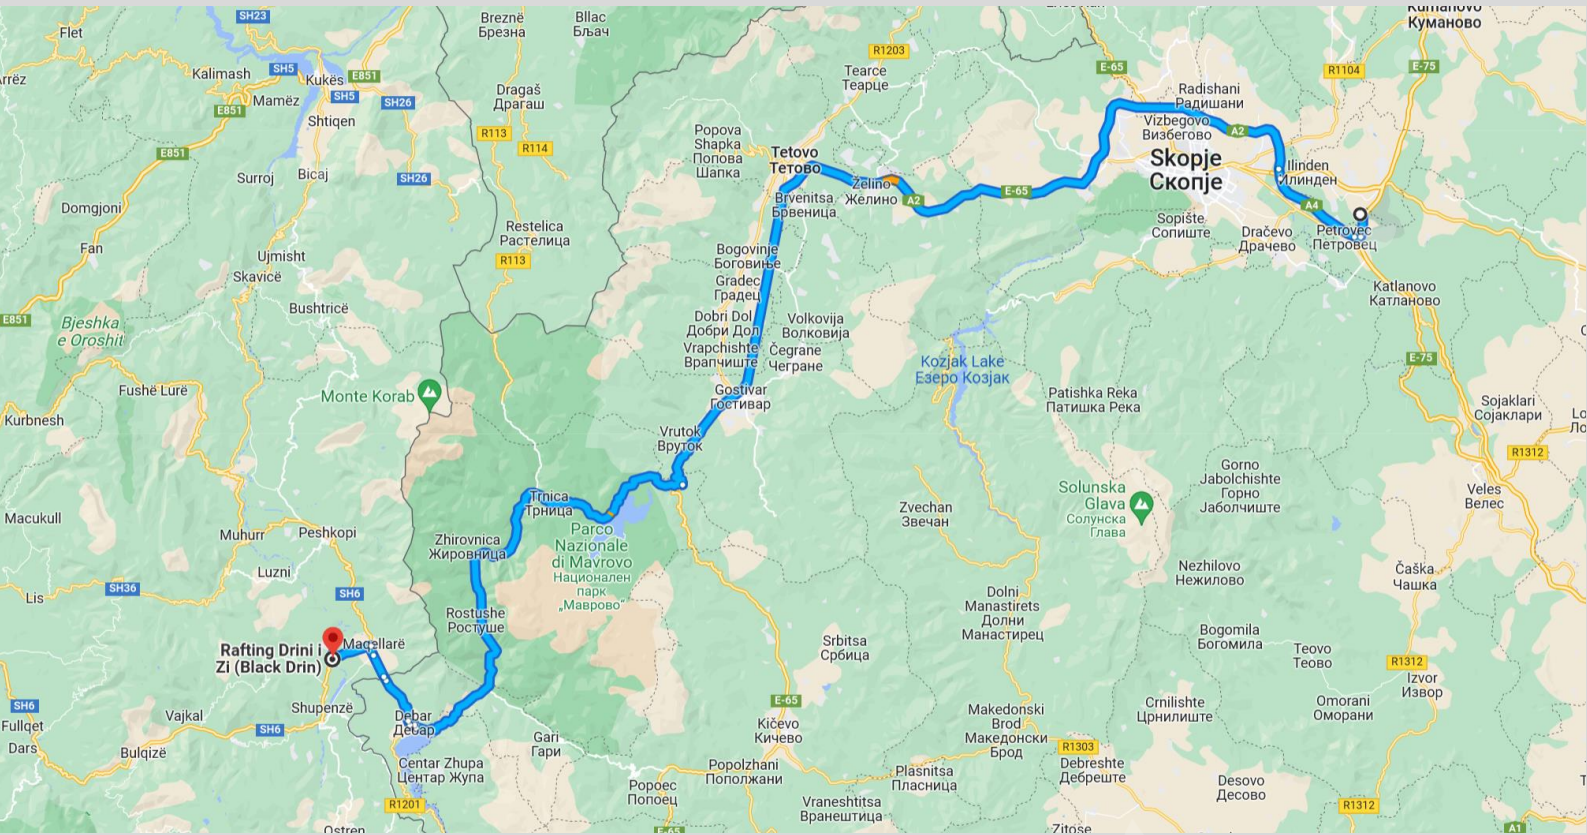 SH23
Flet
Breznë
Брезна
Bllac
Бљач
Kumanovo
Куманово
R1203
E-65
R1104
E-75
Tearce
Теарце
Kalimash
SH5
Kukës
E851
SH5
SH26
Mamëz
E851
Shtiqen
Dragaš
Драгаш
R113
R114
Radishani
Радишани
Vizbegovo
Визбегово
A2
Popova
Shapka
Попова
Шапка
Tetovo
Тетово
Skopje
Скопје
Ilinden
Илинден
E851
Surroj
Bicaj
SH26
Želino
Желино
A2
E-65
A4
Brvenitsa
Брвеница
Domgjoni
Fan
Restelica
Рестелица
R113
Sopište
Сопиште
Dračevo
Драчево
Petrovec
Петровец
Ujmisht
Skavicë
Bogovinje
Боговиње
Gradec
Градец
Katlanovo
Катланово
Bushtricë
E851
Bjeshka
e Oroshit
Dobri Dol
Добри Дол
Volkovija
Волковија
Vrapchishte
Врапчиште
Čegrane
Чегране
Kozjak Lake
Езеро Козјак
E-75
Fushë Lurë
Monte Korab
Gostivar
Гостивар
Patishka Reka
Патишка Река
Sojaklari
Сојаклари
Kurbnesh
Vrutok
Вруток
R1312
Gorno
Jabolchishte
Горно
Јаболчиште
Solunska
Glava
Солунска
Глава
Veles
Велес
Trnica
Трница
Macukull
Muhurr
Peshkopi
Zhirovnica
Жировница
Parco
Nazionale
di Mavrovo
Национален
парк
„Маврово”
Zvechan
Звечан
Luzni
Nezhilovo
Нежилово
Čaška
Чашка
SH36
Lis
SH6
Rostushe
Ростуше
Dolni
Manastirets
Долни
Манастирец
Rafting Drini i
Zi (Black Drin)
Maqellarë
Srbitsa
Србица
Bogomila
Богомила
Teovo
Теово
R1312
Izvor
Извор
SH6
Fullqet
Dars
Vajkal
Shupenzë
SH6
Bulqizë
Debar
Дебар
Gari
Гари
E-65
Kičevo
Кичево
Makedonski
Brod
Македонски
Брод
Crnilishte
Црнилиште
Omorani
Оморани
R1303
Debreshte
Дебреште
Centar Zhupa
Центар Жупа
Popolzhani
Пополжани
Plasnitsa
Пласница
Desovo
Десово
Popoec
Попоец
R1201
Vraneshtitsa
Вранештица
R1312
Ostren
E-65
Zitose
A1